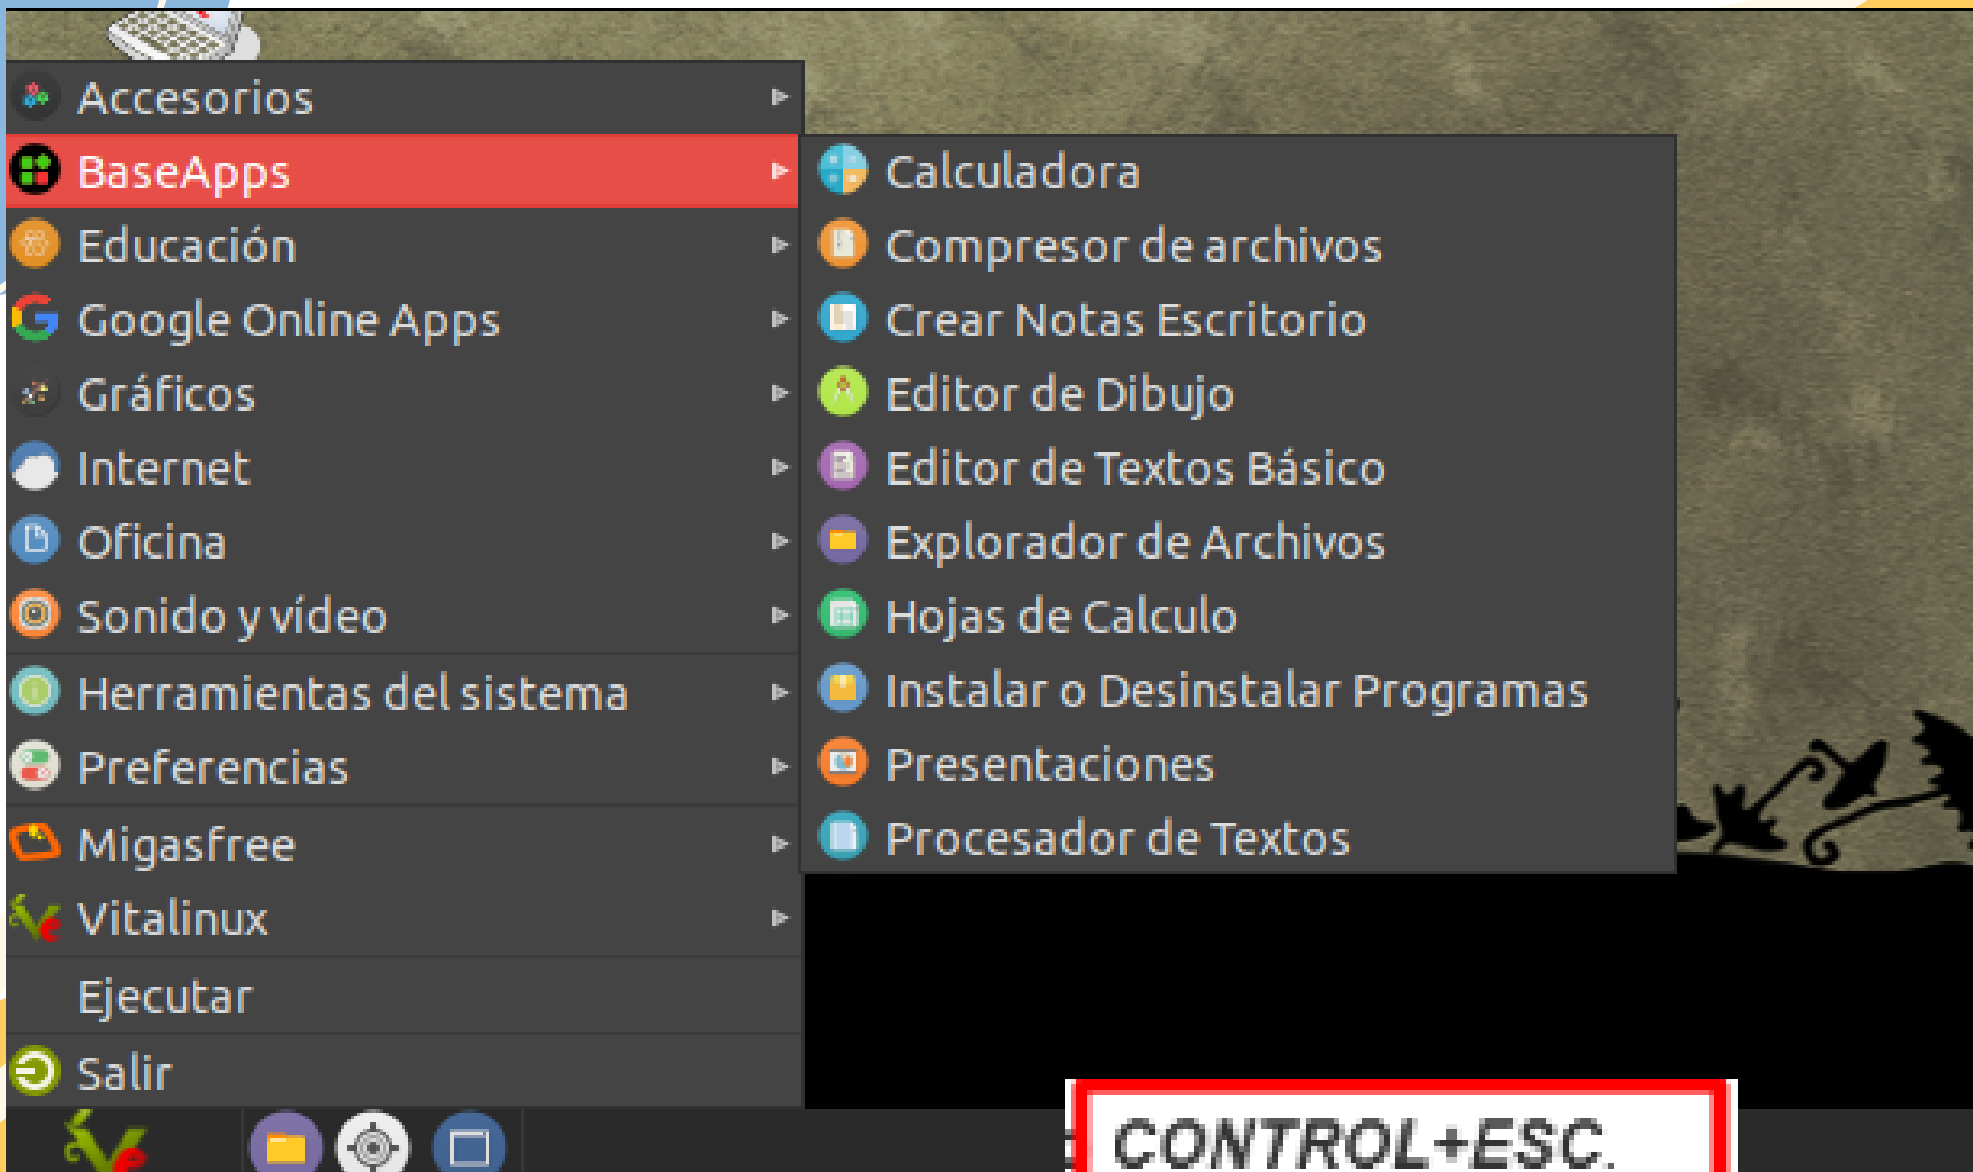 Accesorios
BaseApps
Educación
Google Online Apps
Gráficos
Internet
Oficina
Sonido y vídeo
Herramientas del sistema
Preferencias
Migasfree
Vitalinux
Ejecutar
Salir
Calculadora
Compresor de archivos
Crear Notas Escritorio
Editor de Dibujo
Editor de Textos Básico
Explorador de Archivos
Hojas de Calculo
Instalar o Desinstalar Programas
Presentaciones
Procesador de Textos
CONTROL+ESC.